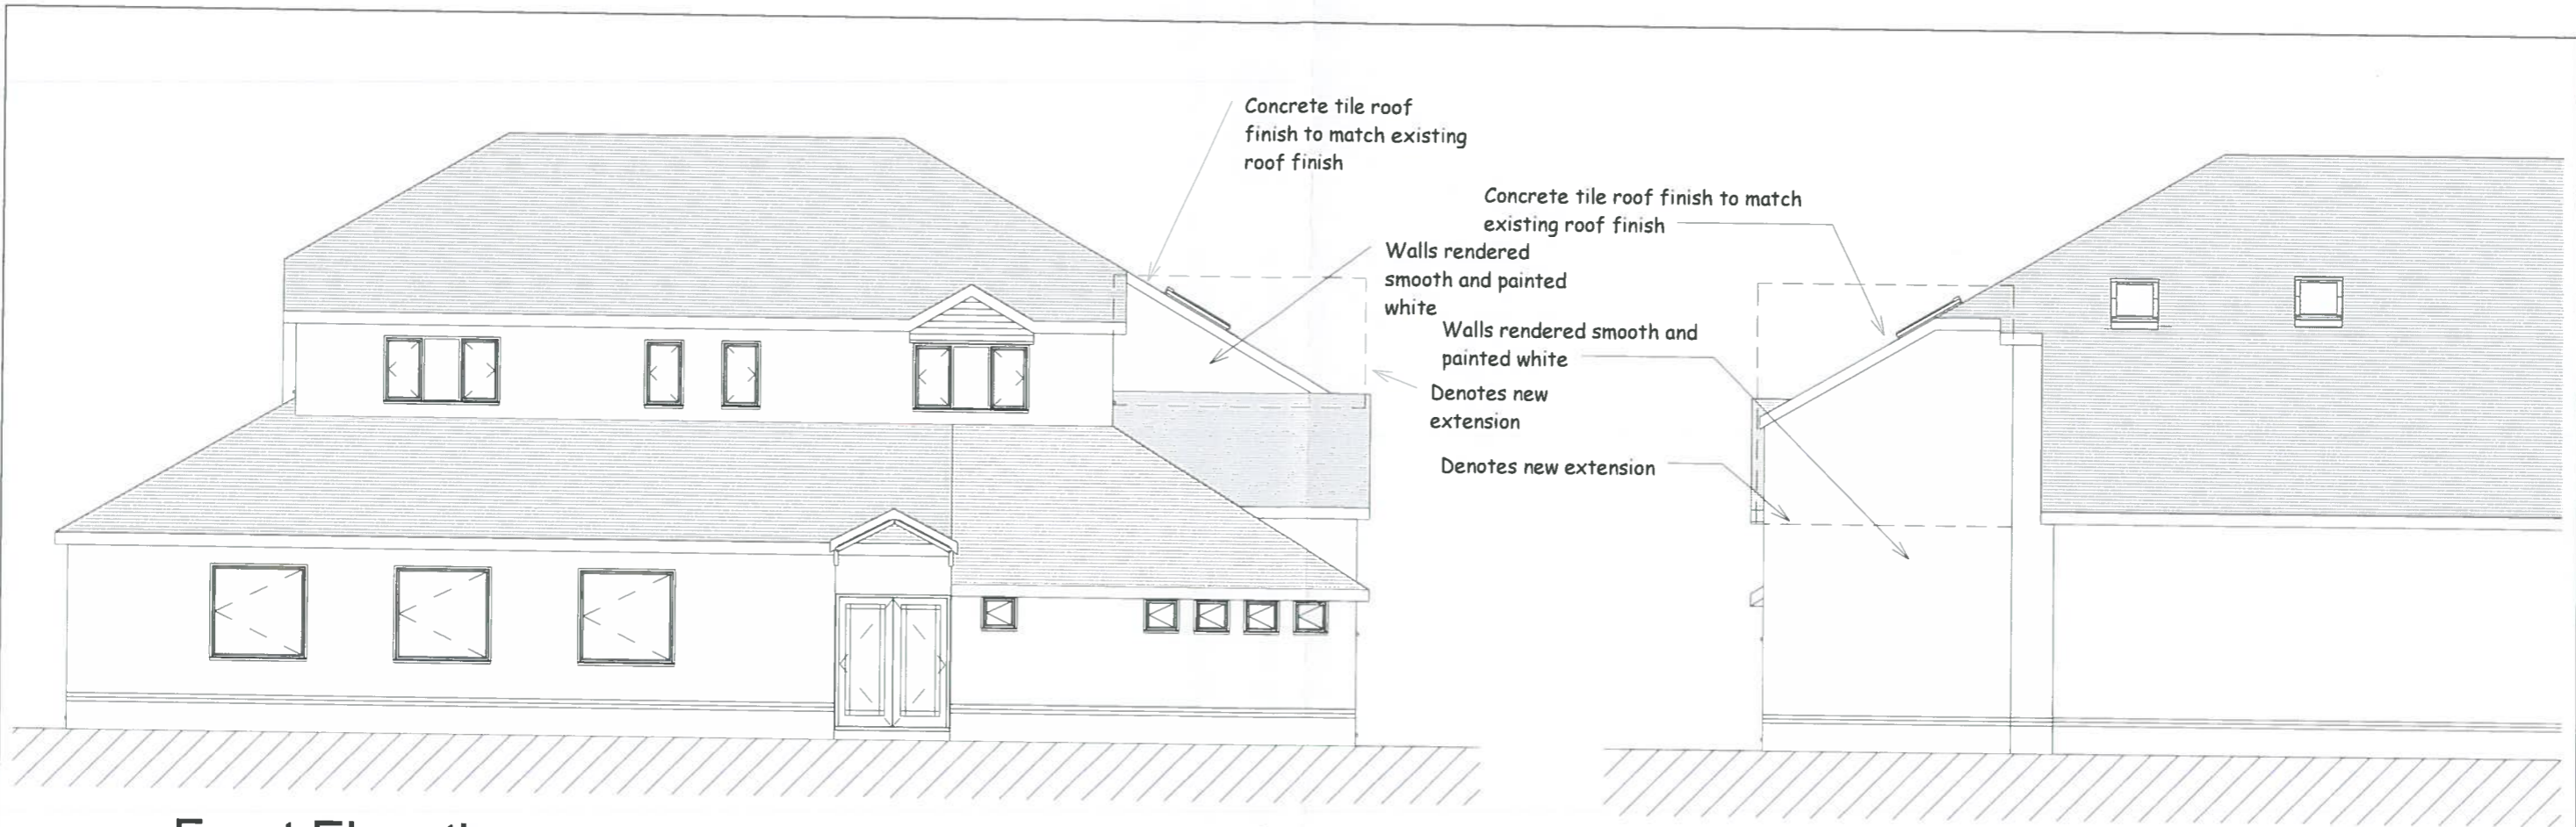 Concrete tile roof
finish to match existing
roof finish
Walls rendered
smooth and painted
white
Denotes new
extension
Concrete tile roof finish to match
existing roof finish
Walls rendered smooth and
painted white
Denotes new extension